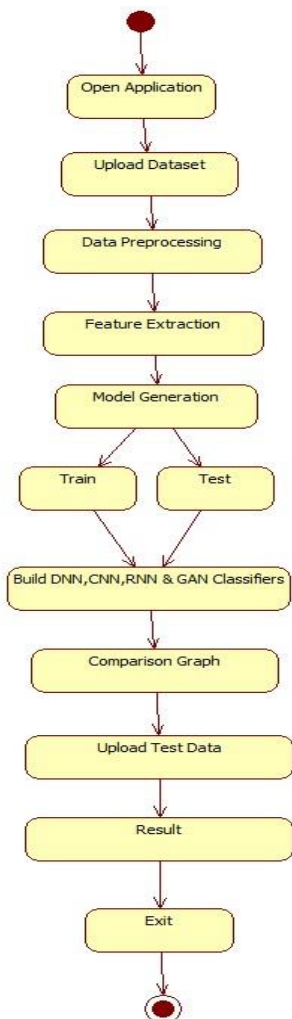 Open Application
Upload Dataset
Data Preprocessing
Feature Extraction
Model Generation
Train
Test
Build DNN,CNN,RNN & GAN Classifiers
Comparison Graph
Upload Test Data
Result
Exit